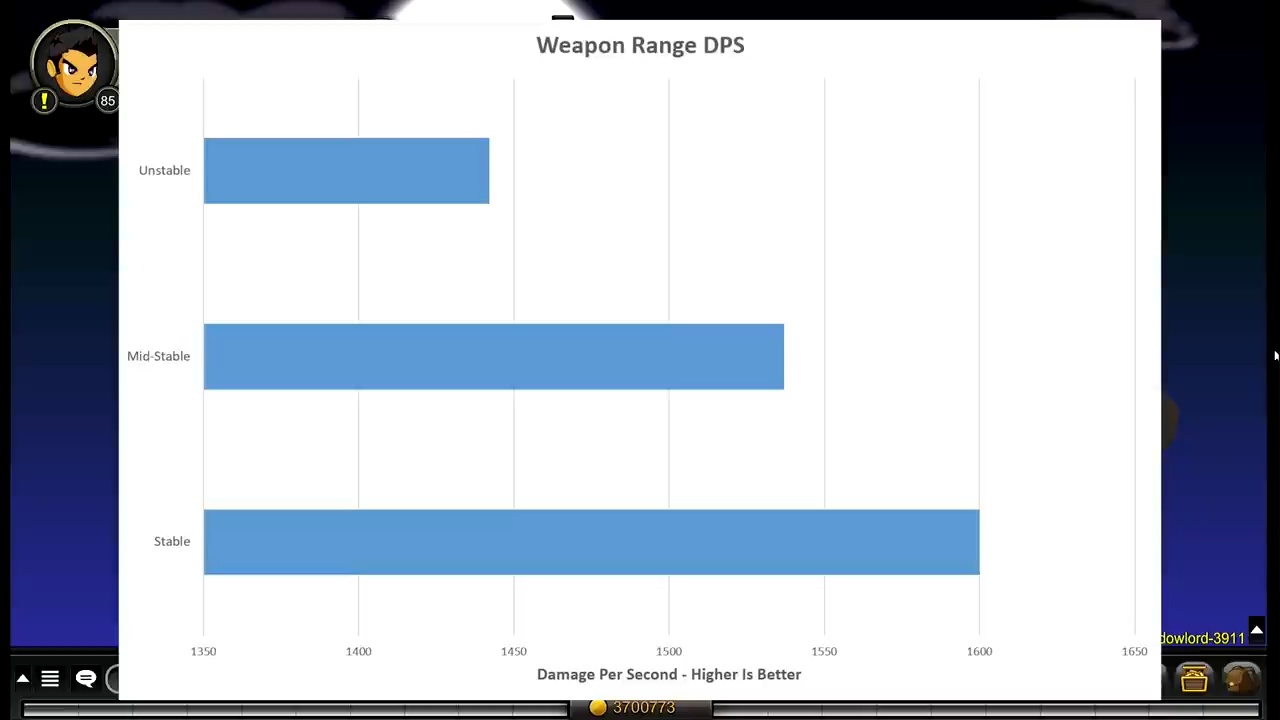 Weapon Range DPS
!
85
Unstable
Mid-Stable
Stable
dowlord-3911
1350 1400 1450 1500 1550 1600 1650
Damage Per Second - Higher Is Better
3700773